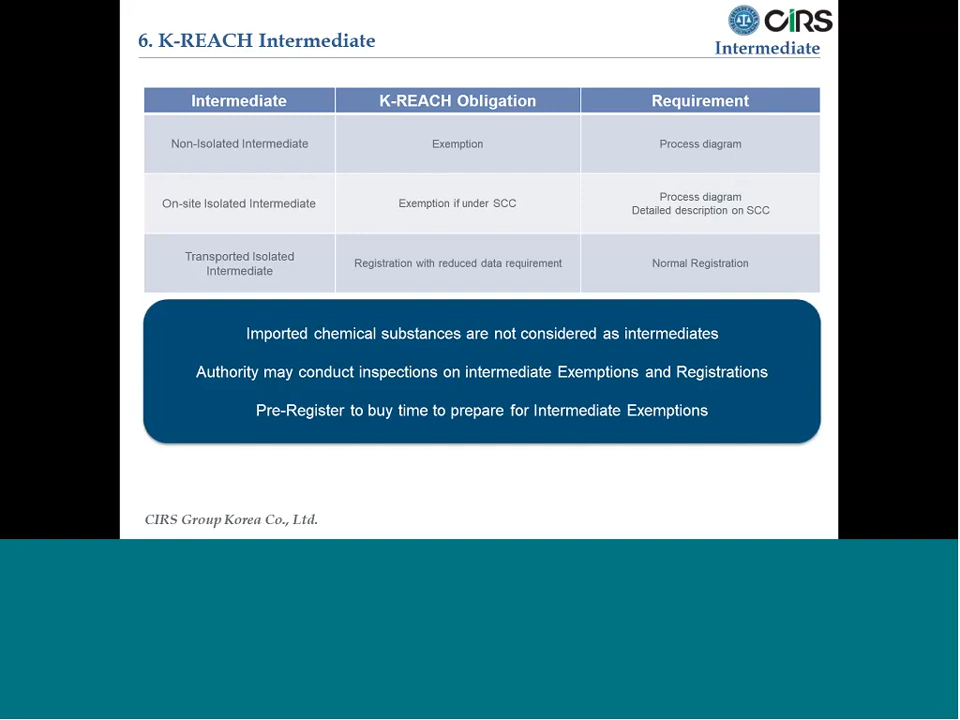 6. K-REACH Intermediate
CIRS
Intermediate
Intermediate K-REACH Obligation Requirement
Non-Isolated Intermediate Exemption Process diagram
On-site Isolated Intermediate Exemption if under SCC Process diagram
Detailed description on SCC
Transported Isolated
Intermediate Registration with reduced data requirement Normal Registration
Imported chemical substances are not considered as intermediates
Authority may conduct inspections on intermediate Exemptions and Registrations
Pre-Register to buy time to prepare for Intermediate Exemptions
CIRS Group Korea Co., Ltd.